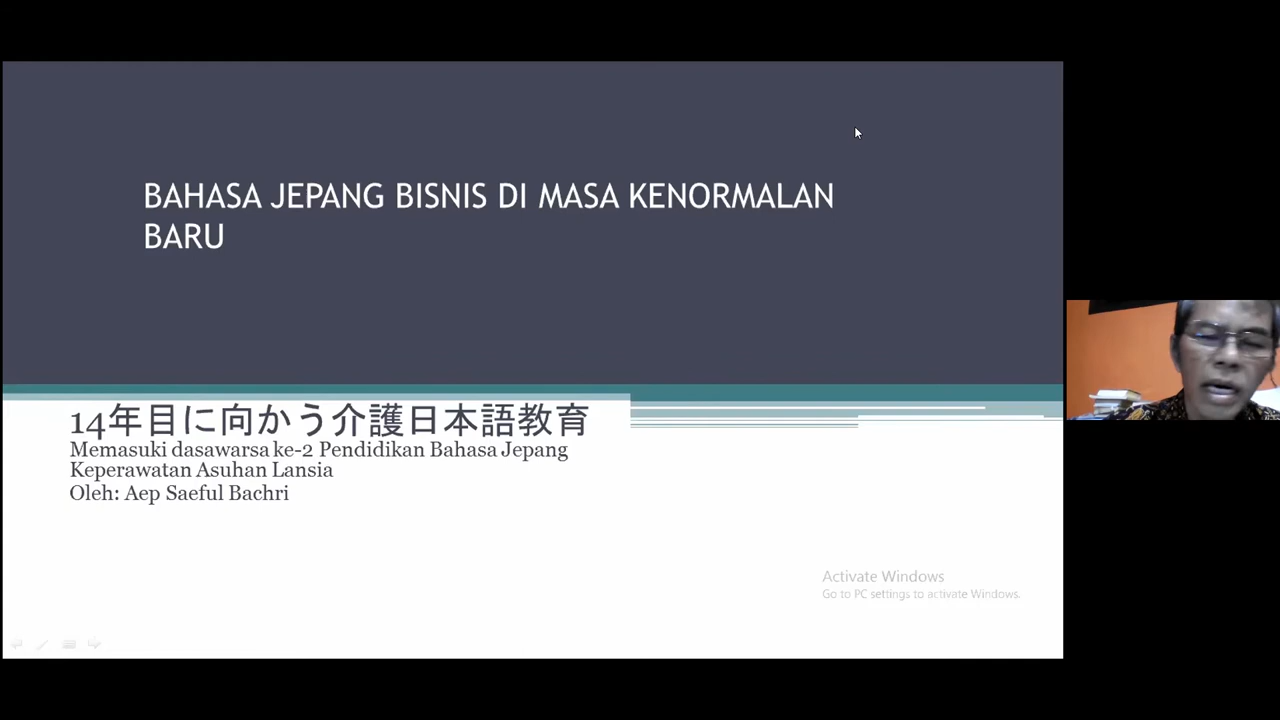 BAHASA JEPANG BISNIS DI MASA KENORMALAN
BARU
14年目に向かう介護日本語教育
Memasuki dasawarsa ke-2 Pendidikan Bahasa Jepang
Keperawatan Asuhan Lansia
Oleh: Aep Saeful Bachri
Activate Windows
Go to PC settings to activate Windows.